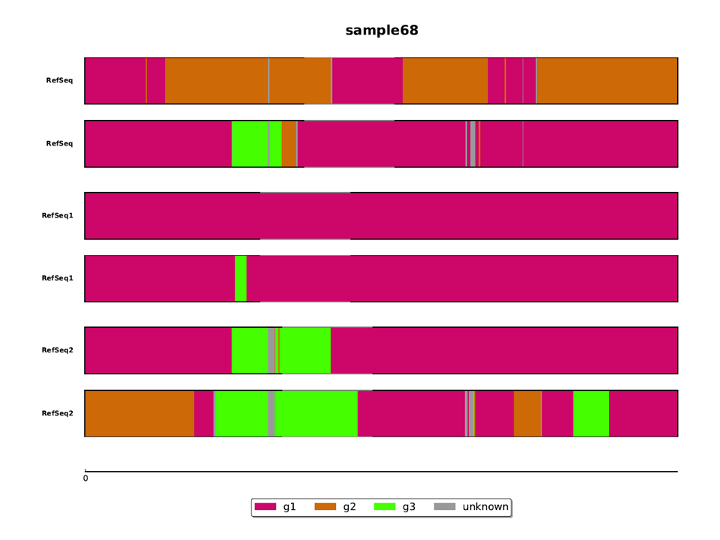 sample68
RefSeq
RefSeq
RefSeq1
RefSeq1
RefSeq2
RefSeq2
0
g1 g2 g3 unknown